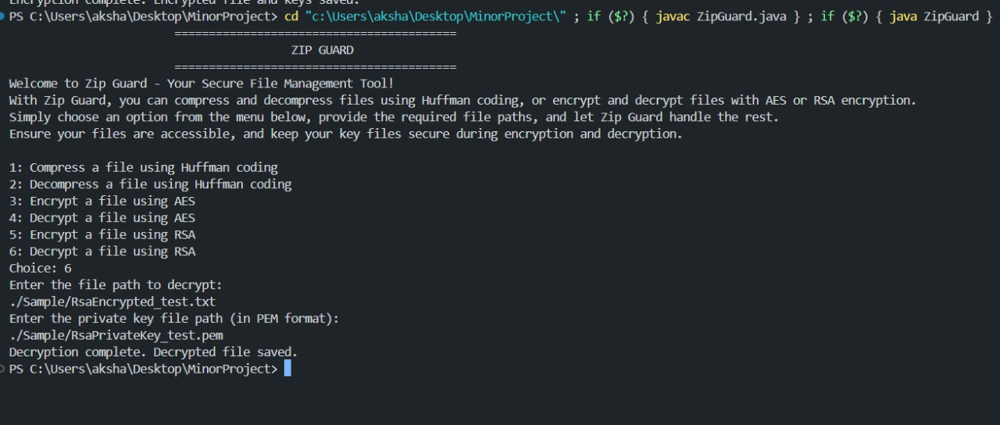 Encryption complete. Encrypted file and keys saved.
PS C:\Users\aksha\Desktop\MinorProject> cd "c:\Users\aksha\Desktop\MinorProject\" ; if ($?) { javac ZipGuard.java } ; if ($?) { java ZipGuard }
=========================================
ZIP GUARD
=========================================
Welcome to Zip Guard - Your Secure File Management Tool!
With Zip Guard, you can compress and decompress files using Huffman coding, or encrypt and decrypt files with AES or RSA encryption.
Simply choose an option from the menu below, provide the required file paths, and let Zip Guard handle the rest.
Ensure your files are accessible, and keep your key files secure during encryption and decryption.
1: Compress a file using Huffman coding
2: Decompress a file using Huffman coding
3: Encrypt a file using AES
4: Decrypt a file using AES
5: Encrypt a file using RSA
6: Decrypt a file using RSA
Choice: 6
Enter the file path to decrypt:
./Sample/RsaEncrypted_test.txt
Enter the private key file path (in PEM format):
./Sample/RsaPrivateKey_test.pem
Decryption complete. Decrypted file saved.
PS C:\Users\aksha\Desktop\MinorProject>